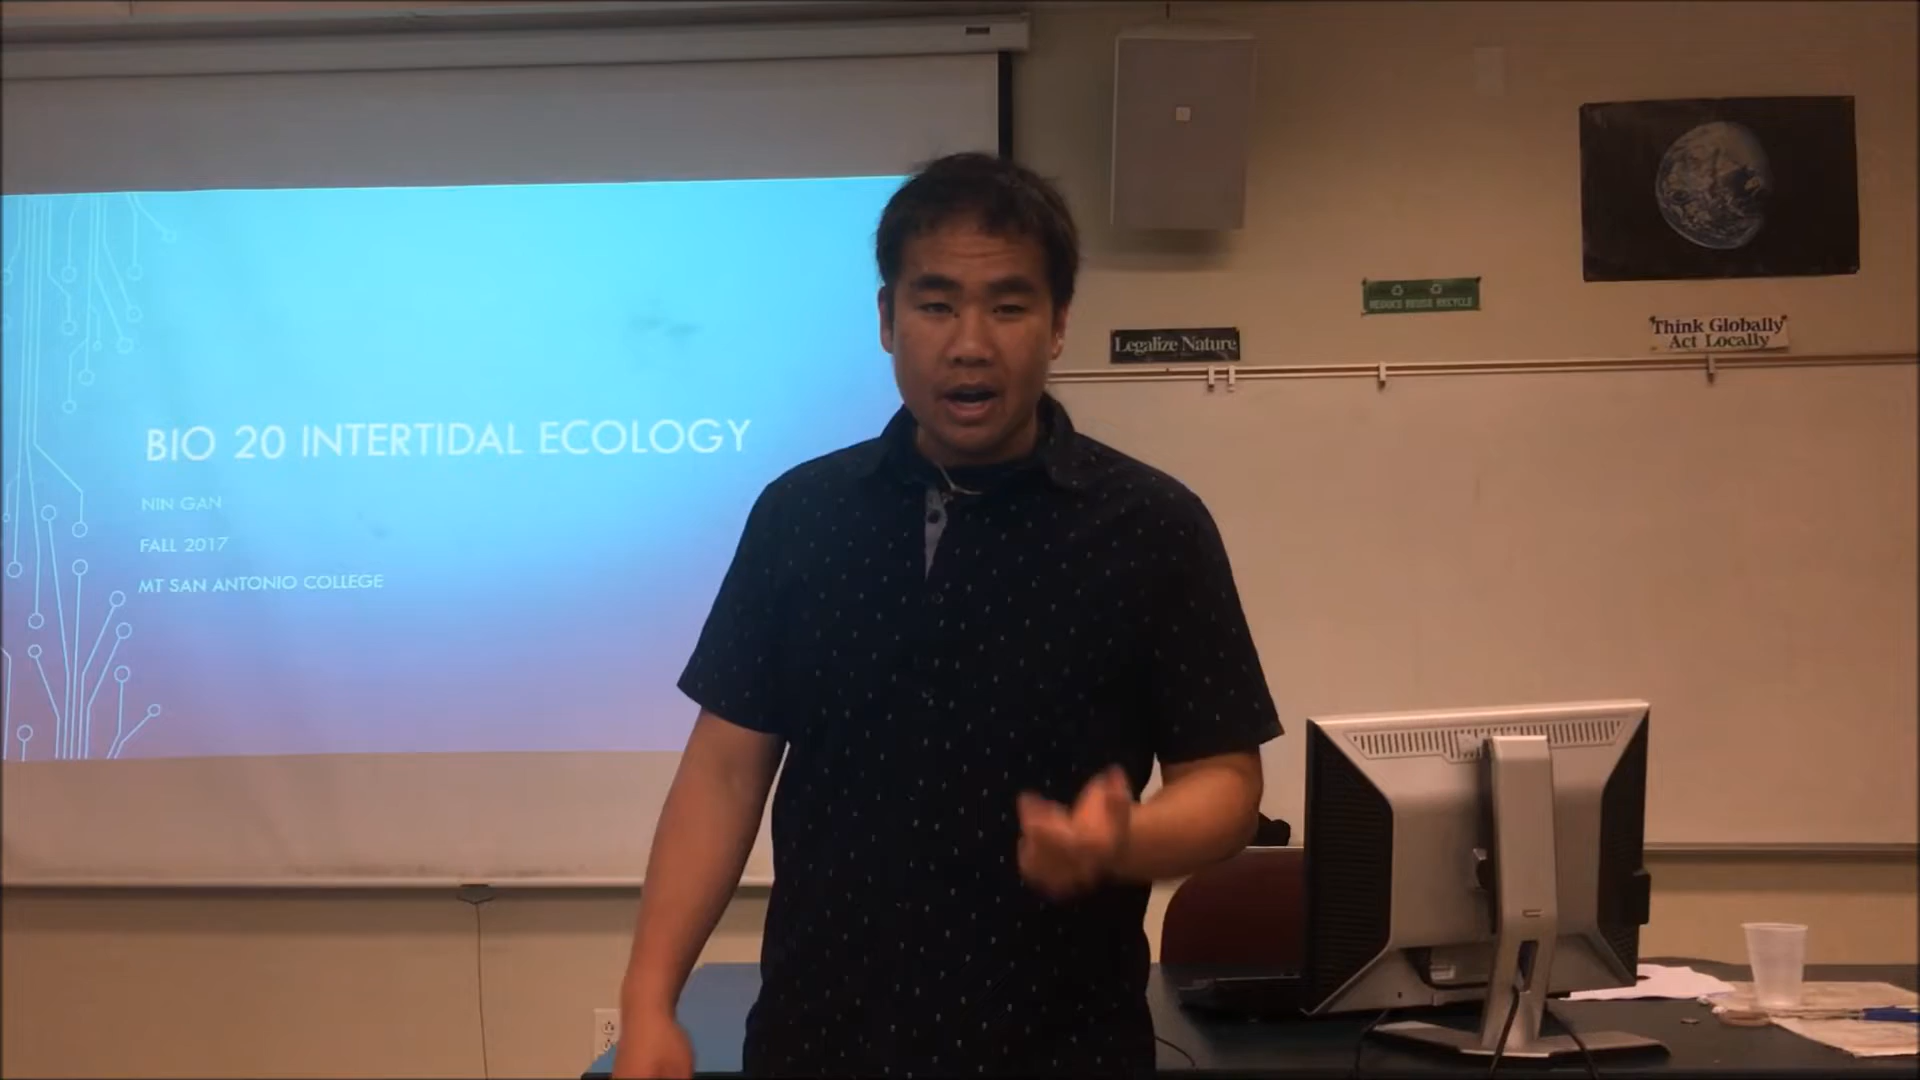 BIO 20 INTERTIDAL ECOLOGY
NIN GAN
FALL 2017
MT SAN ANTONIO COLLEGE
Legalize Nature
REDUCE REUSE RECYCLE
Think Globally
Act Locally